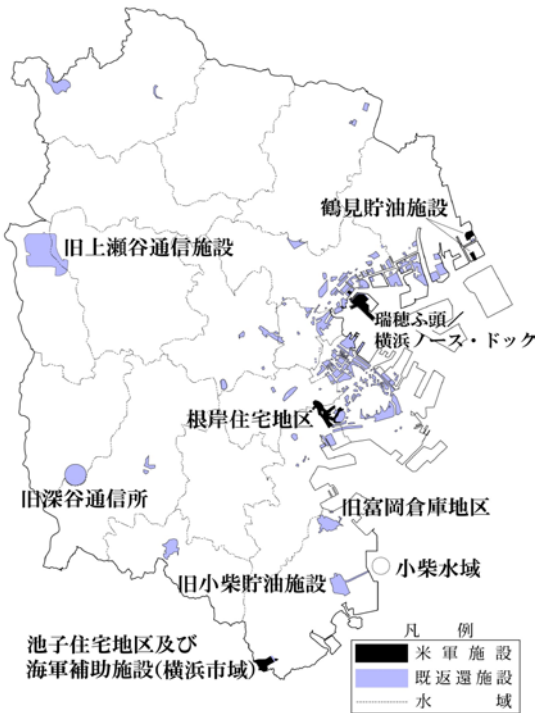 鶴見貯油施設
旧上瀬谷通信施設
瑞穂ふ頭／
横浜ノース・ドック
根岸住宅地区
旧深谷通信所
旧富岡倉庫地区
小柴水域
旧小柴貯油施設
池子住宅地区及び
海軍補助施設(横浜市域)
凡例
米軍施設
既返還施設
水域